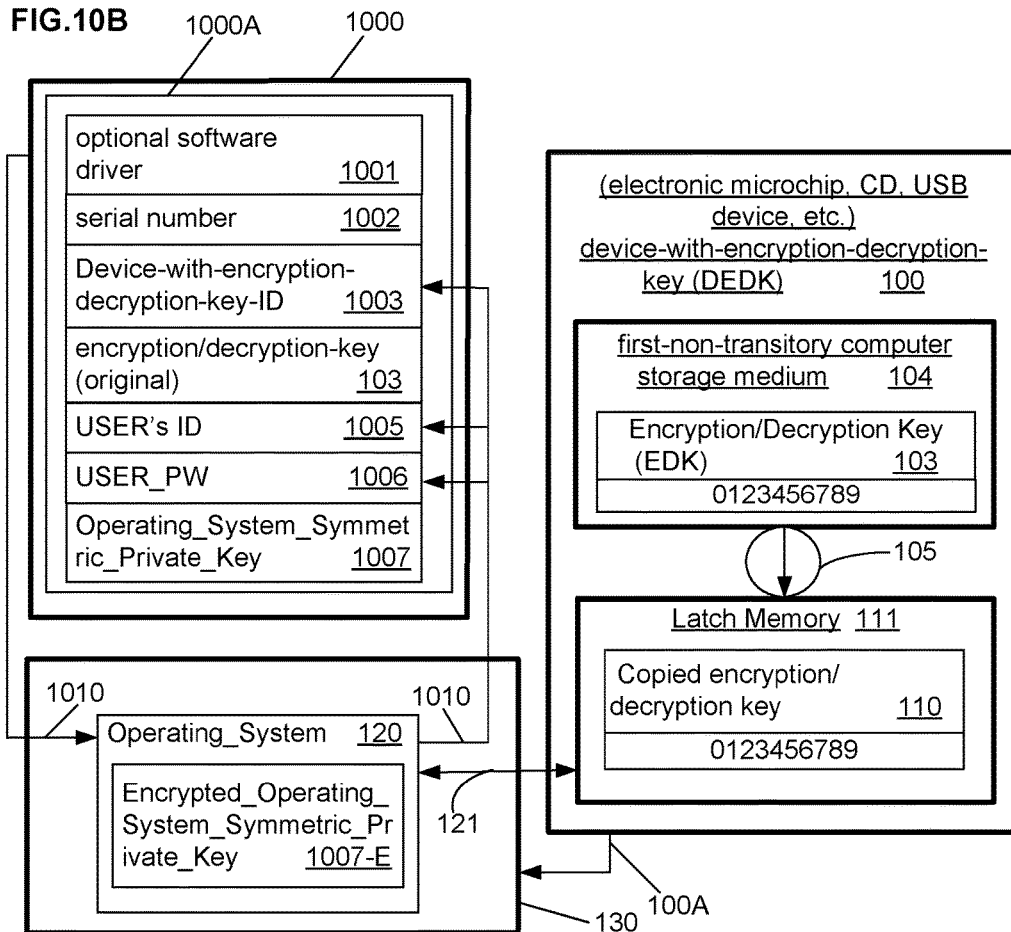 FIG.10B
1000A
1000
optional software
driver 1001
serial number 1002
Device-with-encryption-
decryption-key-ID 1003
encryption/decryption-key
(original) 103
USER's ID 1005
USER_PW 1006
Operating_System_Symmet
ric_Private_Key 1007
(electronic microchip, CD, USB
device, etc.)
device-with-encryption-decryption-
key (DEDK) 100
first-non-transitory computer
storage medium 104
Encryption/Decryption Key
(EDK) 103
0123456789
105
Latch Memory 111
Copied encryption/
decryption key 110
0123456789
1010
1010
Operating_System 120
Encrypted_Operating_
System_Symmetric_Pr
ivate_Key 1007-E
121
100A
130